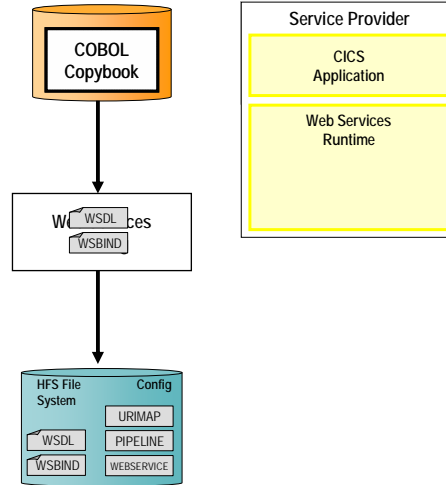 COBOL
Copybook
Service Provider
CICS
Application
Web Services
Runtime
WSDL
WSBIND
HFS File
System
Config
URIMAP
WSDL
PIPELINE
WSBIND
WEBSERVICE